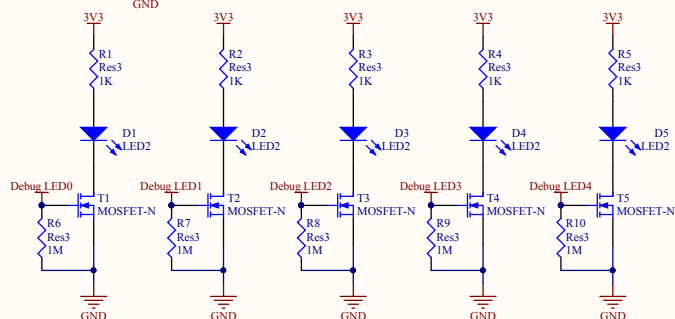 GND
3V3 3V3 3V3 3V3 3V3
R1 R2 R3 R4 R5
Res3 Res3 Res3 Res3 Res3
1K 1K 1K 1K 1K
D1 D2 D3 D4 D5
LED2 LED2 LED2 LED2 LED2
Debug LED0 Debug LED1 Debug LED2 Debug LED3 Debug LED4
T1 T2 T3 T4 T5
MOSFET-N MOSFET-N MOSFET-N MOSFET-N MOSFET-N
R6 R7 R8 R9 R10
Res3 Res3 Res3 Res3 Res3
1M 1M 1M 1M 1M
GND GND GND GND GND